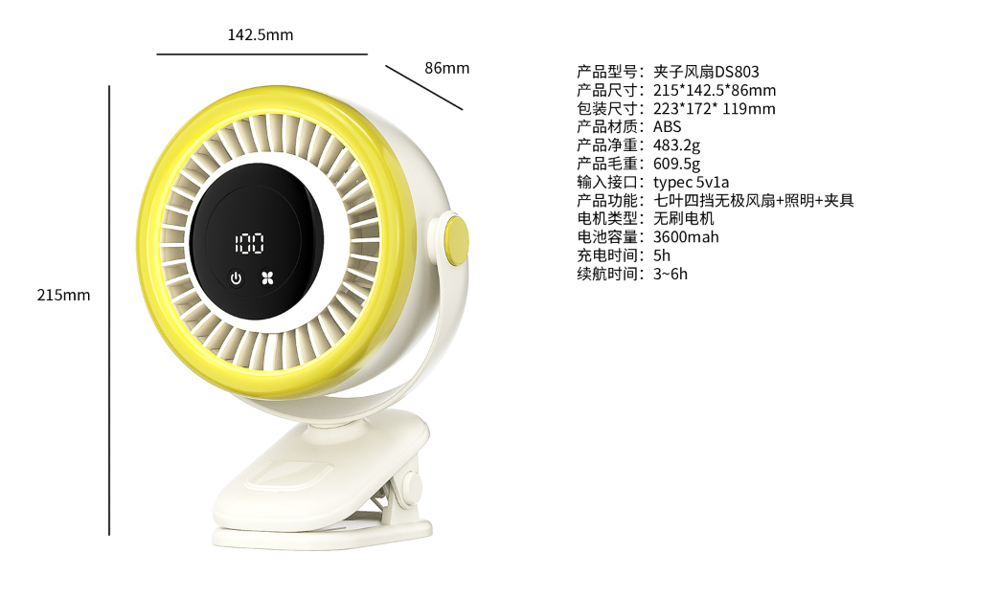 142.5mm
86mm
215mm
100
产品型号：夹子风扇DS803
产品尺寸：215*142.5*86mm
包装尺寸：223*172* 119mm
产品材质：ABS
产品净重：483.2g
产品毛重：609.5g
输入接口：typec 5v1a
产品功能：七叶四挡无极风扇+照明+夹具
电机类型：无刷电机
电池容量：3600mah
充电时间：5h
续航时间：3~6h